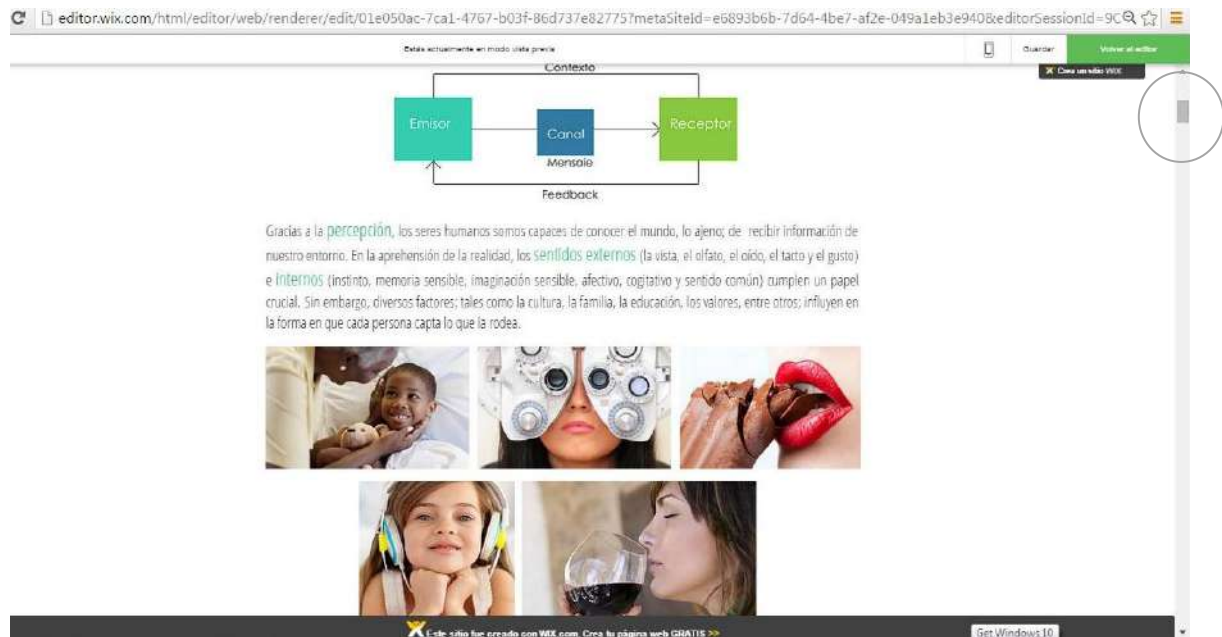 editor.wix.com/html/editor/web/renderer/edit/01e050ac-7ca1-4767-b03f-86d737e82775?metaSiteId=e6893b6b-7d64-4be7-af2e-049a1eb3e940&editorSessionId=9C
Estás actualmente en modo vista previa
Guardar
Volver al editor
Crea un sitio WIX
Contexto
Emisor
Canal
Receptor
Mensaje
Feedback
Gracias a la percepción, los seres humanos somos capaces de conocer el mundo, lo ajeno; de recibir información de
nuestro entorno. En la aprehensión de la realidad, los sentidos externos (la vista, el olfato, el oído, el tacto y el gusto)
e internos (instinto, memoria sensible, imaginación sensible, afectivo, cogitativo y sentido común) cumplen un papel
crucial. Sin embargo, diversos factores; tales como la cultura, la familia, la educación, los valores, entre otros; influyen en
la forma en que cada persona capta lo que la rodea.
Este sitio fue creado con WIX.com. Crea tu página web GRATIS >>
Get Windows 10